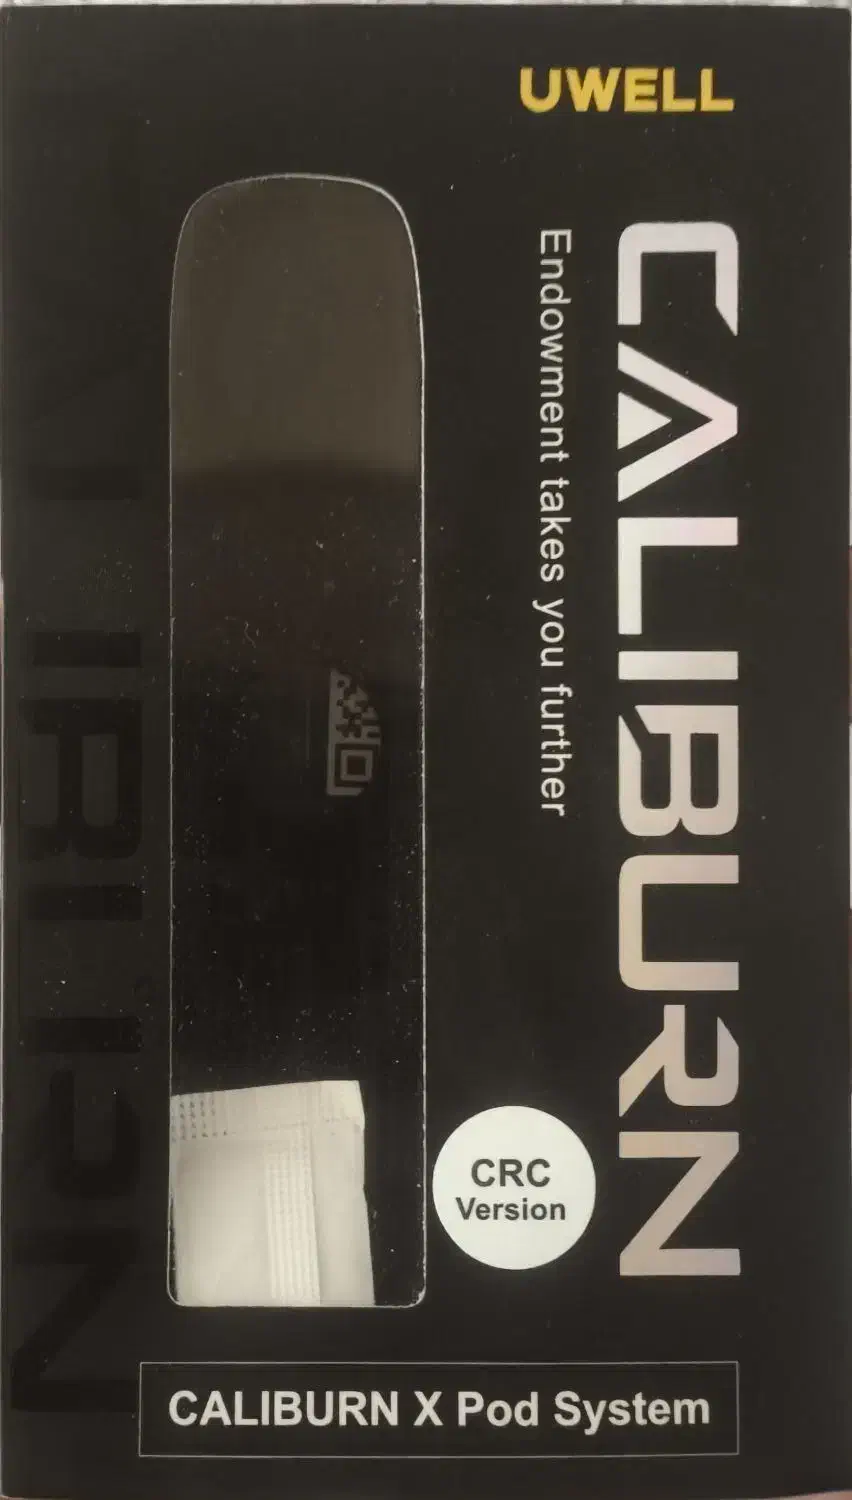 UWELL
CALIBURN
Endowment takes you further
CRC
Version
CALIBURN X Pod System